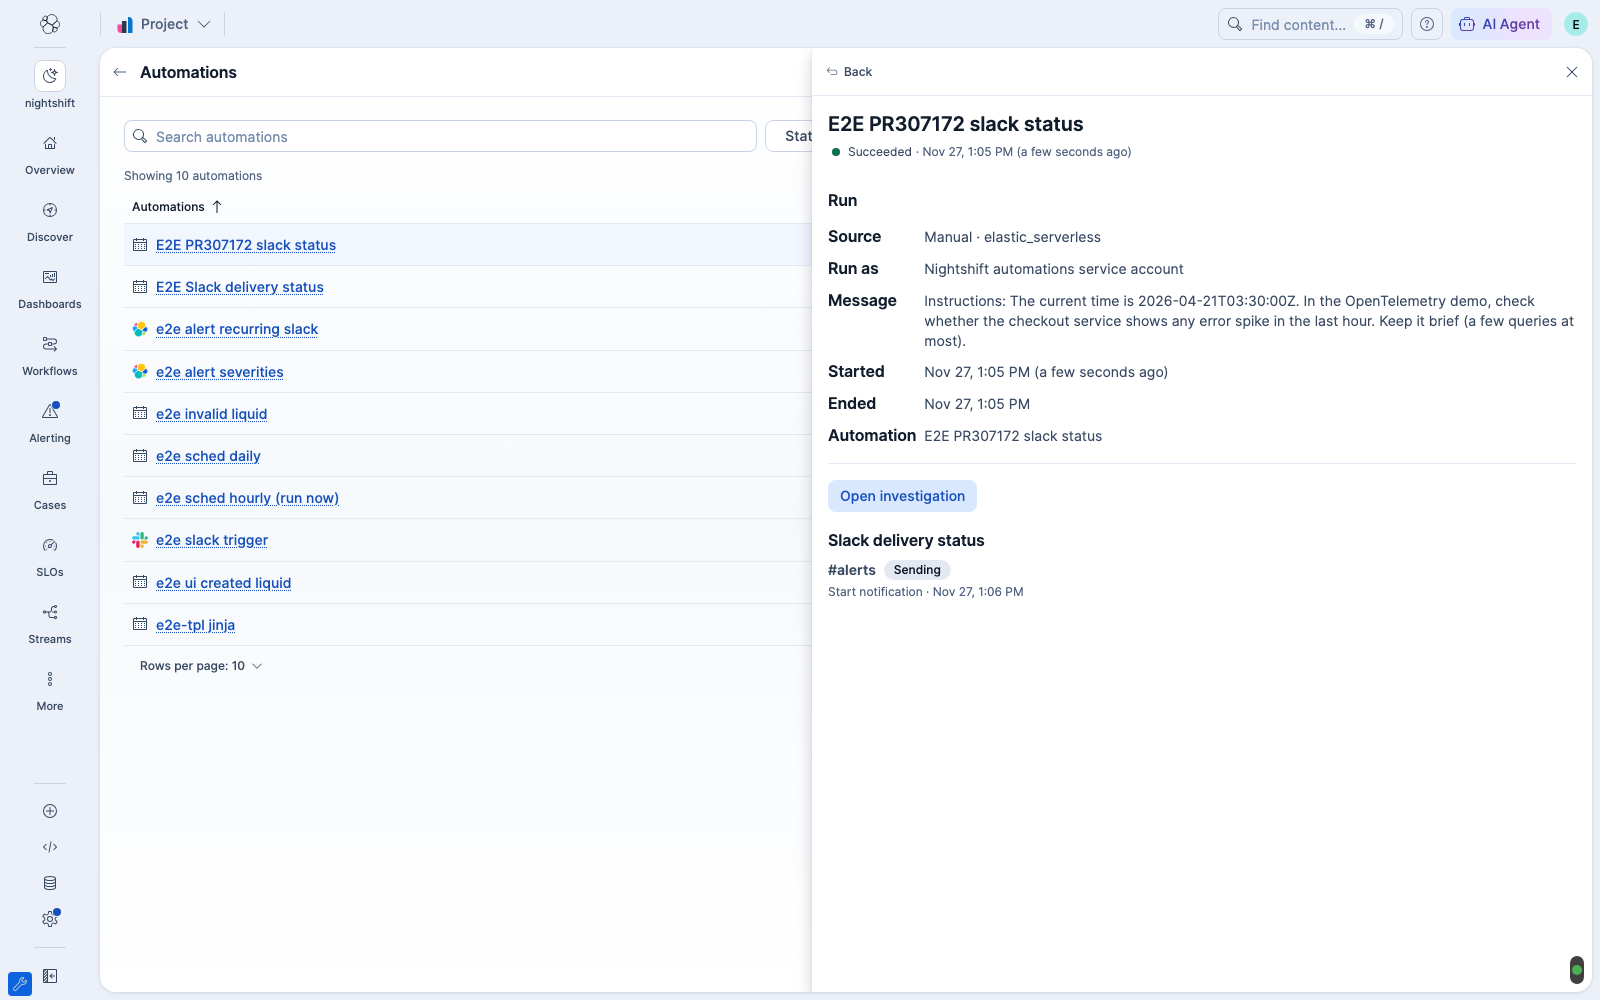 Project
Find content...
⌘ /
AI Agent
E
nightshift
Overview
Discover
Dashboards
Workflows
Alerting
Cases
SLOs
Streams
More
Automations
Search automations
Stat
Showing 10 automations
Automations
E2E PR307172 slack status
E2E Slack delivery status
e2e alert recurring slack
e2e alert severities
e2e invalid liquid
e2e sched daily
e2e sched hourly (run now)
e2e slack trigger
e2e ui created liquid
e2e-tpl jinja
Rows per page: 10
Back
E2E PR307172 slack status
Succeeded · Nov 27, 1:05 PM (a few seconds ago)
Run
Source Manual · elastic_serverless
Run as Nightshift automations service account
Message Instructions: The current time is 2026-04-21T03:30:00Z. In the OpenTelemetry demo, check
whether the checkout service shows any error spike in the last hour. Keep it brief (a few queries at
most).
Started Nov 27, 1:05 PM (a few seconds ago)
Ended Nov 27, 1:05 PM
Automation E2E PR307172 slack status
Open investigation
Slack delivery status
#alerts Sending
Start notification · Nov 27, 1:06 PM